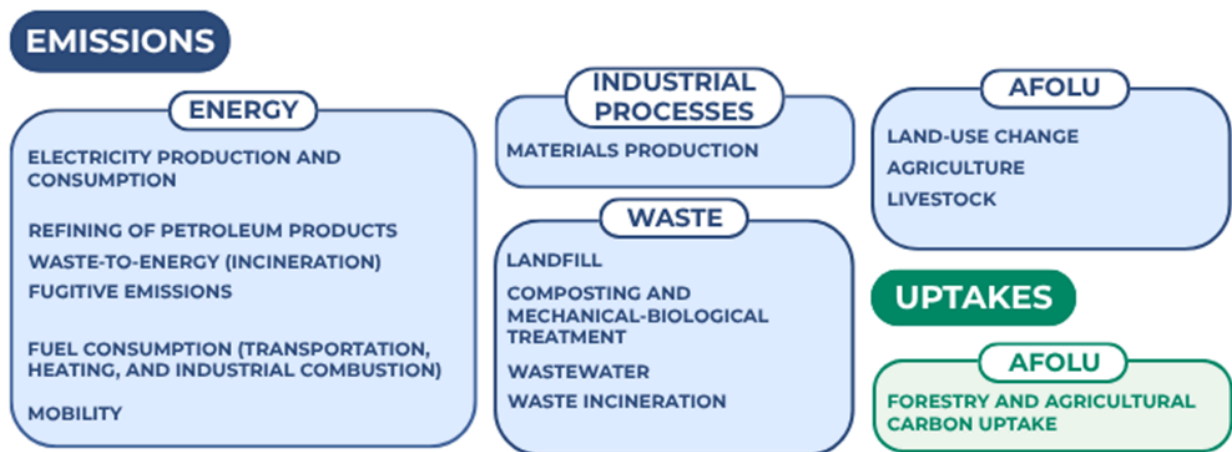 EMISSIONS
ENERGY
ELECTRICITY PRODUCTION AND
CONSUMPTION
REFINING OF PETROLEUM PRODUCTS
WASTE-TO-ENERGY (INCINERATION)
FUGITIVE EMISSIONS
FUEL CONSUMPTION (TRANSPORTATION,
HEATING, AND INDUSTRIAL COMBUSTION)
MOBILITY
INDUSTRIAL
PROCESSES
MATERIALS PRODUCTION
WASTE
LANDFILL
COMPOSTING AND
MECHANICAL-BIOLOGICAL
TREATMENT
WASTEWATER
WASTE INCINERATION
AFOLU
LAND-USE CHANGE
AGRICULTURE
LIVESTOCK
UPTAKES
AFOLU
FORESTRY AND AGRICULTURAL
CARBON UPTAKE